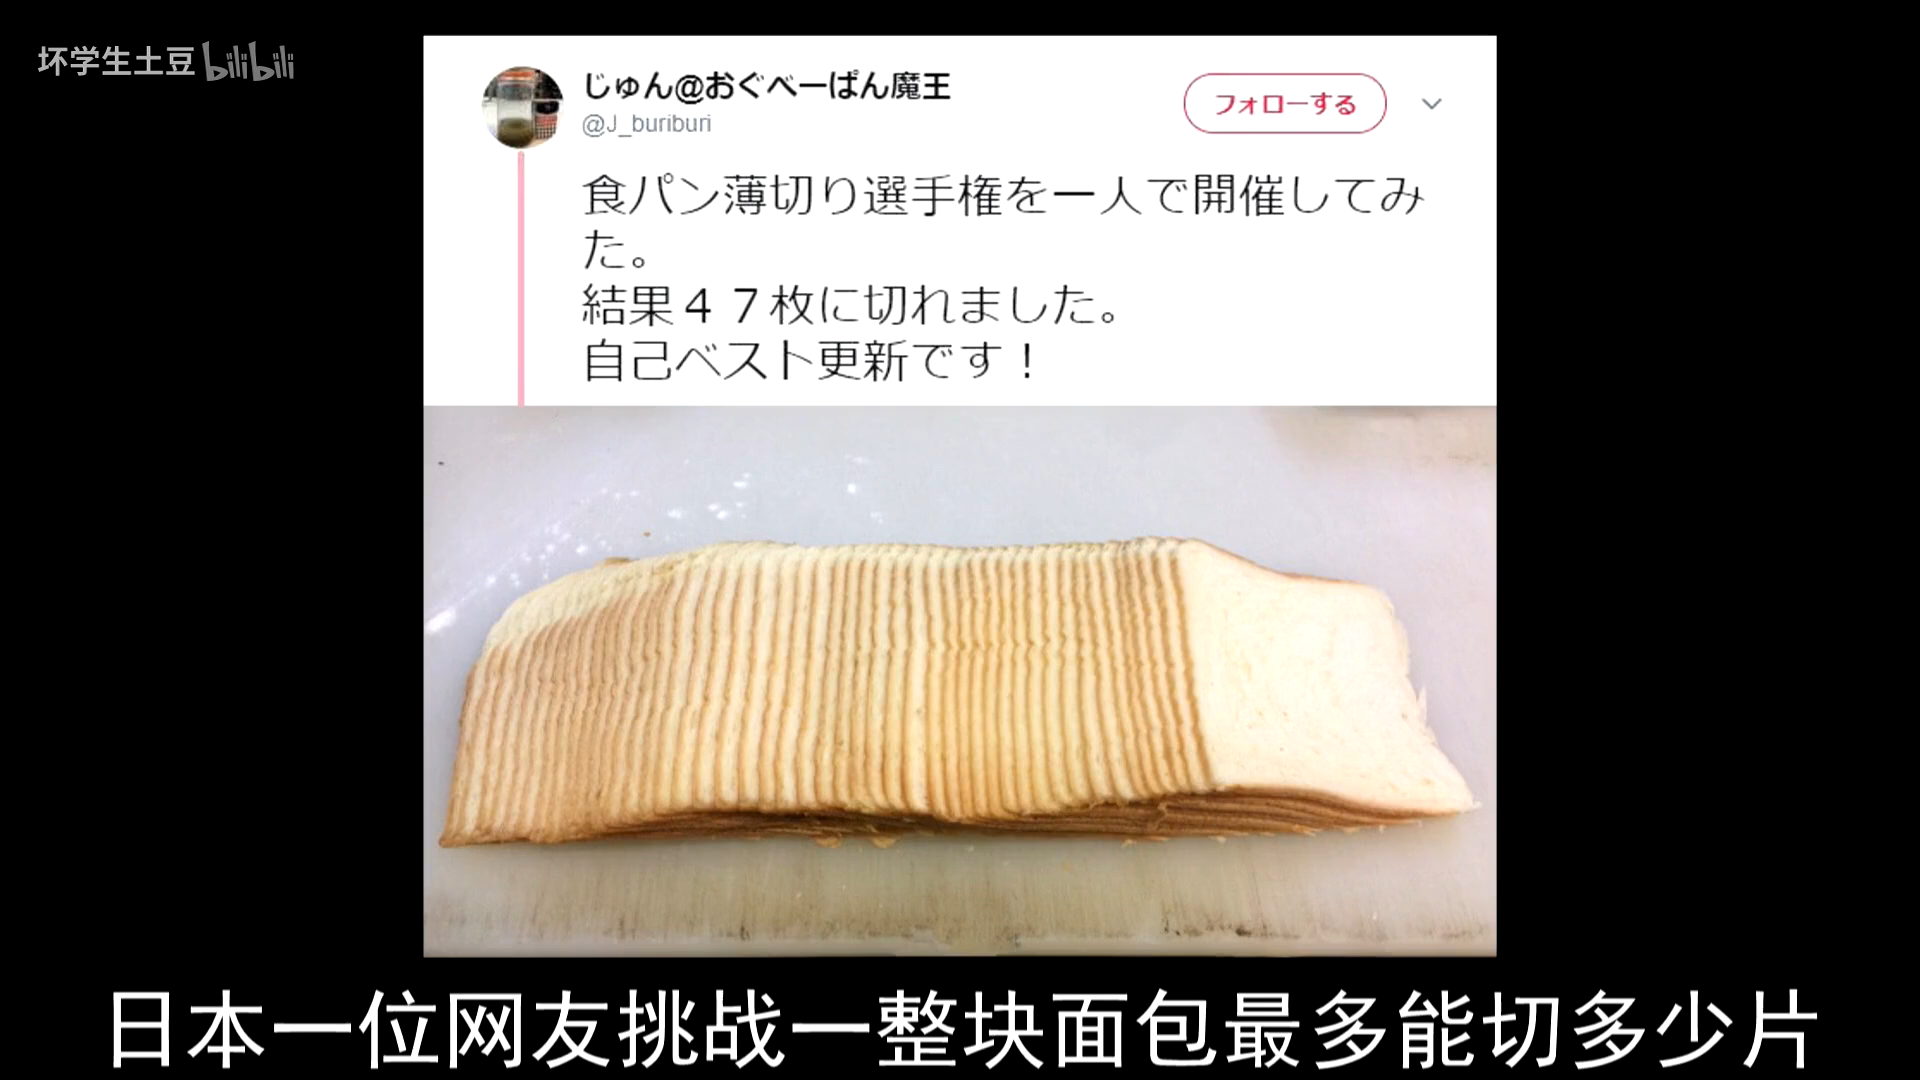 坏学生土豆 bilibili
じゅん@おぐべーぱん魔王
@J_buriburi
フォローする
食パン薄切り選手権を一人で開催してみ
た。
結果４７枚に切れました。
自己ベスト更新です！
日本一位网友挑战一整块面包最多能切多少片